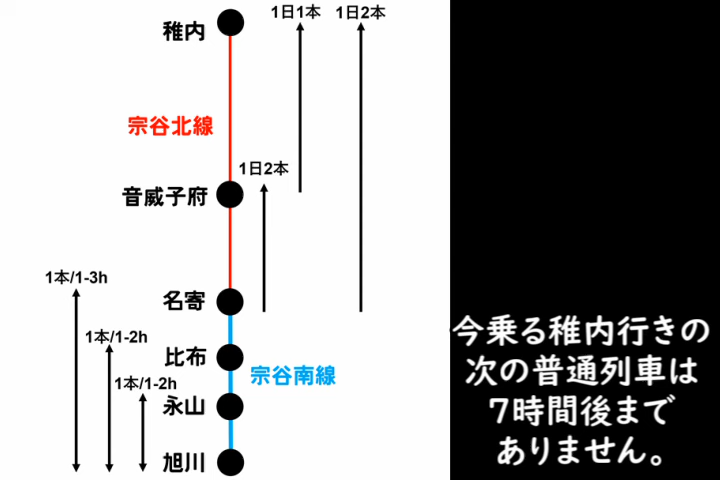 1日1本
1日2本
稚内
宗谷北線
1日2本
音威子府
1本/1-3h
名寄
1本/1-2h
比布
宗谷南線
1本/1-2h
永山
旭川
今乗る稚内行きの
次の普通列車は
7時間後まで
ありません。